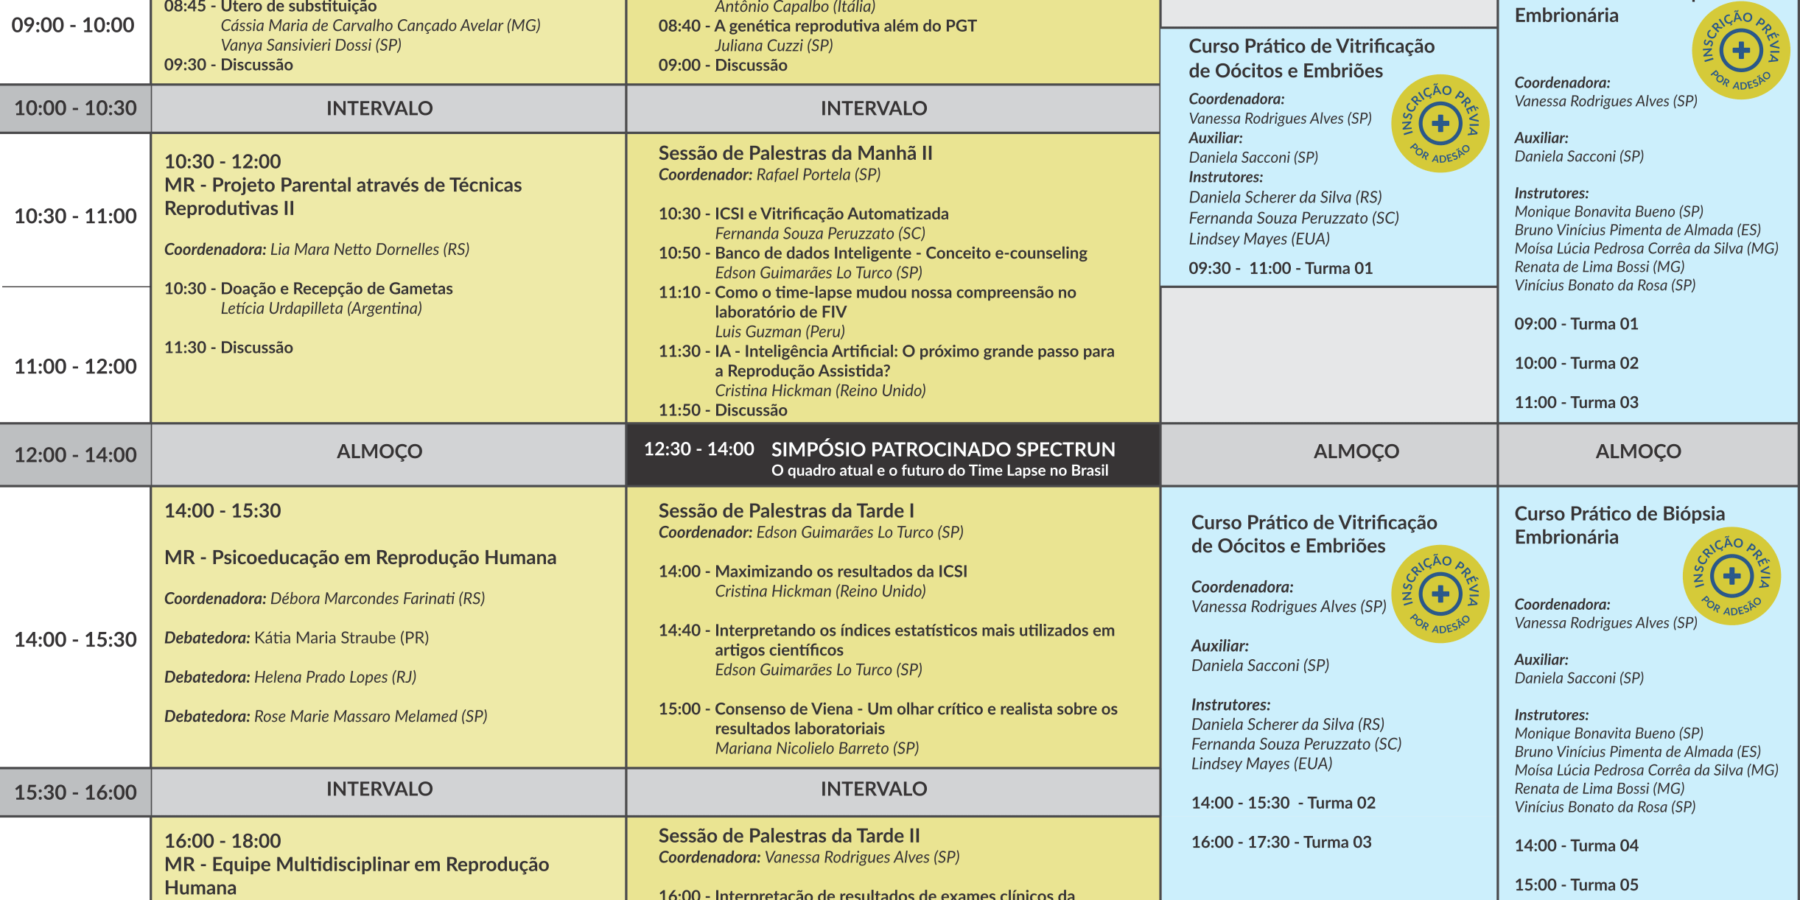 09:00 - 10:00
08:45 - Útero de substituição
Cássia Maria de Carvalho Cançado Avelar (MG)
Vanya Sansivieri Dossi (SP)
09:30 - Discussão
Antônio Capalbo (Itália)
08:40 - A genética reprodutiva além do PGT
Juliana Cuzzi (SP)
09:00 - Discussão
10:00 - 10:30
INTERVALO
INTERVALO
10:30 - 11:00
11:00 - 12:00
10:30 - 12:00
MR - Projeto Parental através de Técnicas
Reprodutivas II
Coordenadora: Lia Mara Netto Dornelles (RS)
10:30 - Doação e Recepção de Gametas
Letícia Urdapilleta (Argentina)
11:30 - Discussão
Sessão de Palestras da Manhã II
Coordenador: Rafael Portela (SP)
10:30 - ICSI e Vitrificação Automatizada
Fernanda Souza Peruzzato (SC)
10:50 - Banco de dados Inteligente - Conceito e-counseling
Edson Guimarães Lo Turco (SP)
11:10 - Como o time-lapse mudou nossa compreensão no
laboratório de FIV
Luis Guzman (Peru)
11:30 - IA - Inteligência Artificial: O próximo grande passo para
a Reprodução Assistida?
Cristina Hickman (Reino Unido)
11:50 - Discussão
Curso Prático de Vitrificação
de Oócitos e Embriões
INSCRIÇÃO PRÉVIA
POR ADESÃO
Coordenadora:
Vanessa Rodrigues Alves (SP)
Auxiliar:
Daniela Sacconi (SP)
Instrutores:
Daniela Scherer da Silva (RS)
Fernanda Souza Peruzzato (SC)
Lindsey Mayes (EUA)
09:30 - 11:00 - Turma 01
Embrionária
INSCRIÇÃO PRÉVIA
POR ADESÃO
Coordenadora:
Vanessa Rodrigues Alves (SP)
Auxiliar:
Daniela Sacconi (SP)
Instrutores:
Monique Bonavita Bueno (SP)
Bruno Vinícius Pimenta de Almada (ES)
Moísa Lúcia Pedrosa Corrêa da Silva (MG)
Renata de Lima Bossi (MG)
Vinícius Bonato da Rosa (SP)
09:00 - Turma 01
10:00 - Turma 02
11:00 - Turma 03
12:00 - 14:00
ALMOÇO
12:30 - 14:00 SIMPÓSIO PATROCINADO SPECTRUN
O quadro atual e o futuro do Time Lapse no Brasil
ALMOÇO
ALMOÇO
14:00 - 15:30
14:00 - 15:30
MR - Psicoeducação em Reprodução Humana
Coordenadora: Débora Marcondes Farinati (RS)
Debatedora: Kátia Maria Straube (PR)
Debatedora: Helena Prado Lopes (RJ)
Debatedora: Rose Marie Massaro Melamed (SP)
Sessão de Palestras da Tarde I
Coordenador: Edson Guimarães Lo Turco (SP)
14:00 - Maximizando os resultados da ICSI
Cristina Hickman (Reino Unido)
14:40 - Interpretando os índices estatísticos mais utilizados em
artigos científicos
Edson Guimarães Lo Turco (SP)
15:00 - Consenso de Viena - Um olhar crítico e realista sobre os
resultados laboratoriais
Mariana Nicolielo Barreto (SP)
Curso Prático de Vitrificação
de Oócitos e Embriões
INSCRIÇÃO PRÉVIA
POR ADESÃO
Coordenadora:
Vanessa Rodrigues Alves (SP)
Auxiliar:
Daniela Sacconi (SP)
Instrutores:
Daniela Scherer da Silva (RS)
Fernanda Souza Peruzzato (SC)
Lindsey Mayes (EUA)
14:00 - 15:30 - Turma 02
16:00 - 17:30 - Turma 03
Curso Prático de Biópsia
Embrionária
INSCRIÇÃO PRÉVIA
POR ADESÃO
Coordenadora:
Vanessa Rodrigues Alves (SP)
Auxiliar:
Daniela Sacconi (SP)
Instrutores:
Monique Bonavita Bueno (SP)
Bruno Vinícius Pimenta de Almada (ES)
Moísa Lúcia Pedrosa Corrêa da Silva (MG)
Renata de Lima Bossi (MG)
Vinícius Bonato da Rosa (SP)
14:00 - Turma 04
15:00 - Turma 05
15:30 - 16:00
INTERVALO
INTERVALO
16:00 - 18:00
MR - Equipe Multidisciplinar em Reprodução
Humana
Sessão de Palestras da Tarde II
Coordenadora: Vanessa Rodrigues Alves (SP)
16:00 - Interpretação de resultados de exames clínicos da